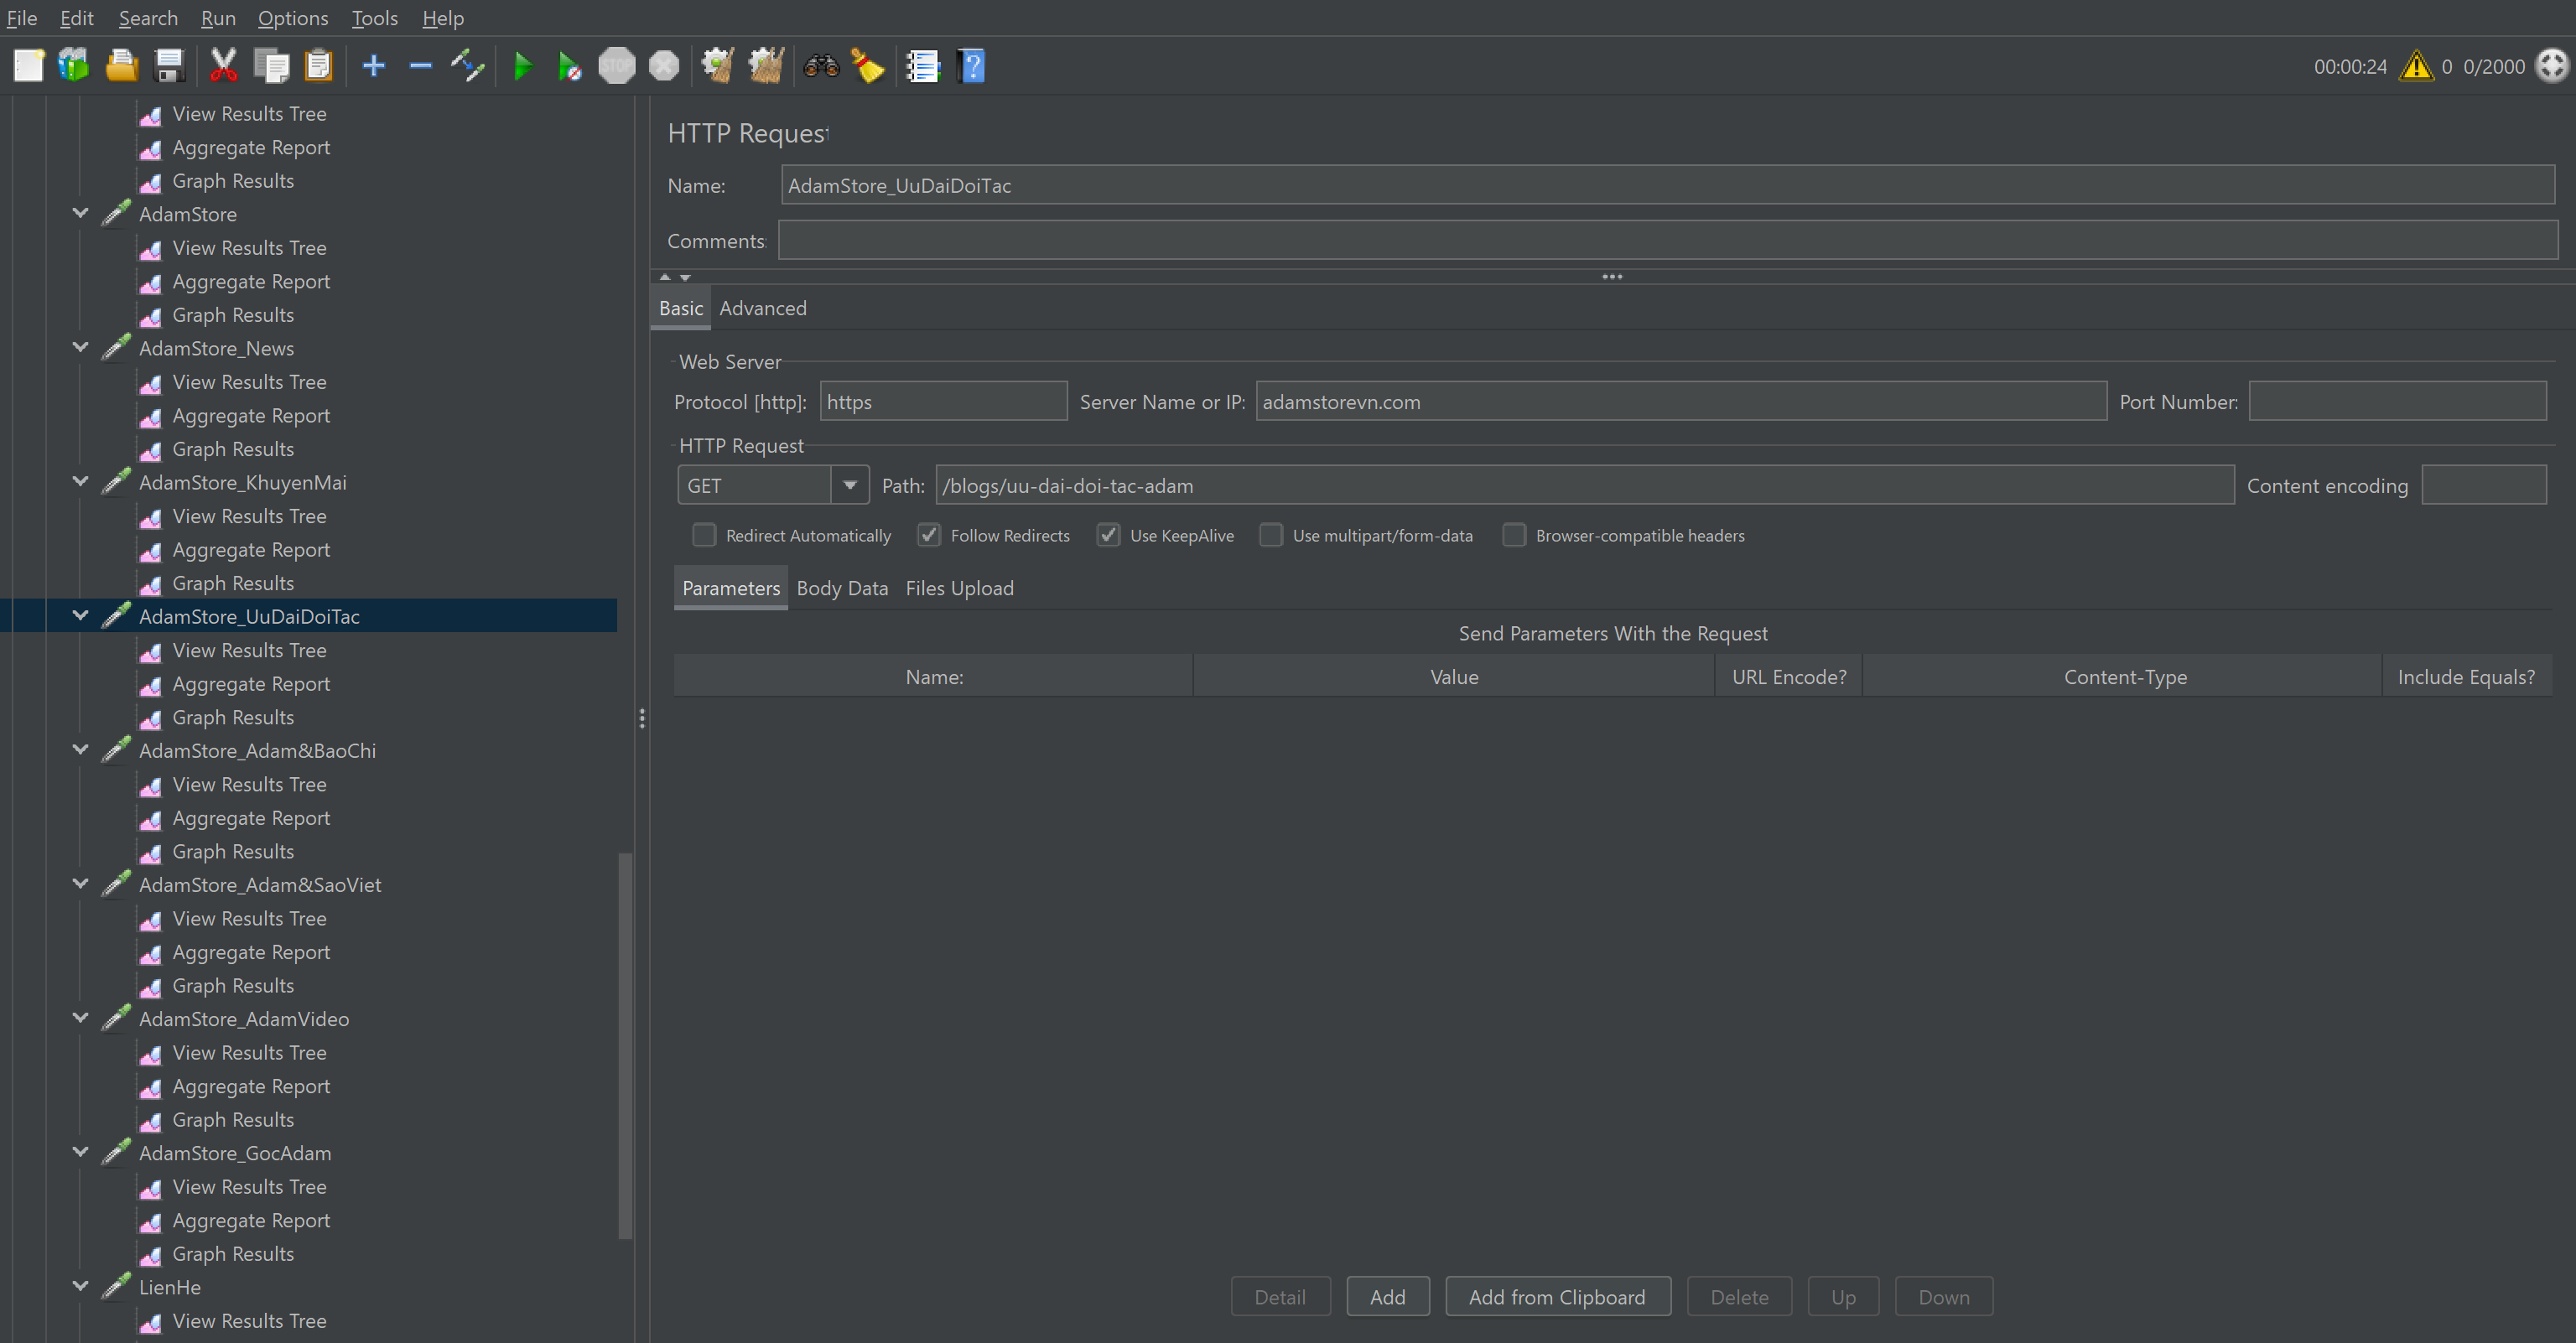 File Edit Search Run Options Tools Help
STOP
00:00:24 0 0/2000
View Results Tree
Aggregate Report
Graph Results
AdamStore
View Results Tree
Aggregate Report
Graph Results
AdamStore_News
View Results Tree
Aggregate Report
Graph Results
AdamStore_KhuyenMai
View Results Tree
Aggregate Report
Graph Results
AdamStore_UuDaiDoiTac
View Results Tree
Aggregate Report
Graph Results
AdamStore_Adam&BaoChi
View Results Tree
Aggregate Report
Graph Results
AdamStore_Adam&SaoViet
View Results Tree
Aggregate Report
Graph Results
AdamStore_AdamVideo
View Results Tree
Aggregate Report
Graph Results
AdamStore_GocAdam
View Results Tree
Aggregate Report
Graph Results
LienHe
View Results Tree
HTTP Request
Name: AdamStore_UuDaiDoiTac
Comments:
Basic Advanced
Web Server
Protocol [http]: https Server Name or IP: adamstorevn.com Port Number:
HTTP Request
GET Path: /blogs/uu-dai-doi-tac-adam Content encoding
Redirect Automatically Follow Redirects Use KeepAlive Use multipart/form-data Browser-compatible headers
Parameters Body Data Files Upload
Send Parameters With the Request
Name: Value URL Encode? Content-Type Include Equals?
Detail Add Add from Clipboard Delete Up Down